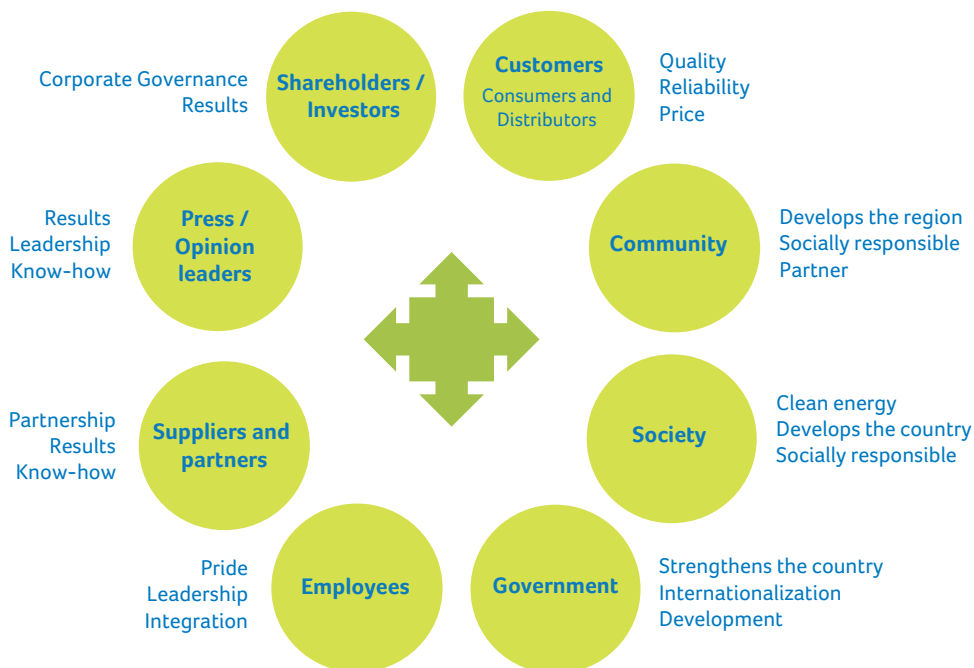 Corporate Governance
Results
Shareholders /
Investors
Customers
Consumers and
Distributors
Quality
Reliability
Price
Results
Leadership
Know-how
Press /
Opinion
leaders
Community
Develops the region
Socially responsible
Partner
Partnership
Results
Know-how
Suppliers and
partners
Society
Clean energy
Develops the country
Socially responsible
Pride
Leadership
Integration
Employees
Government
Strengthens the country
Internationalization
Development